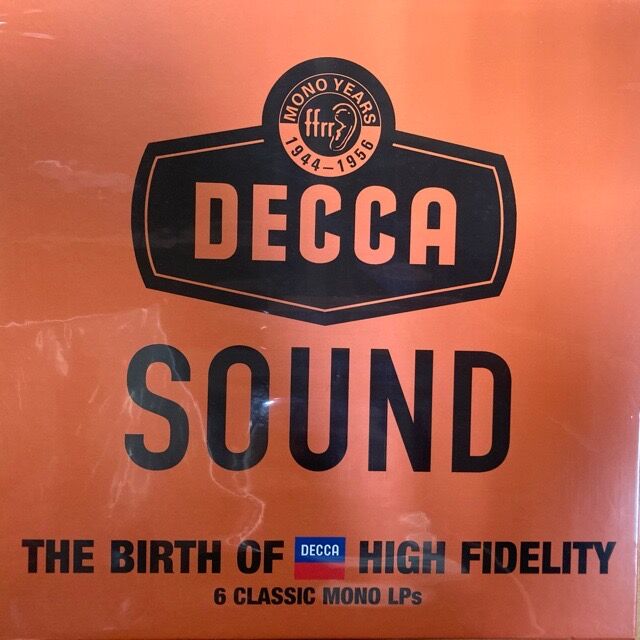 MONO YEARS
ffrr
1944–1956
DECCA
SOUND
THE BIRTH OF DECCA HIGH FIDELITY
6 CLASSIC MONO LPs